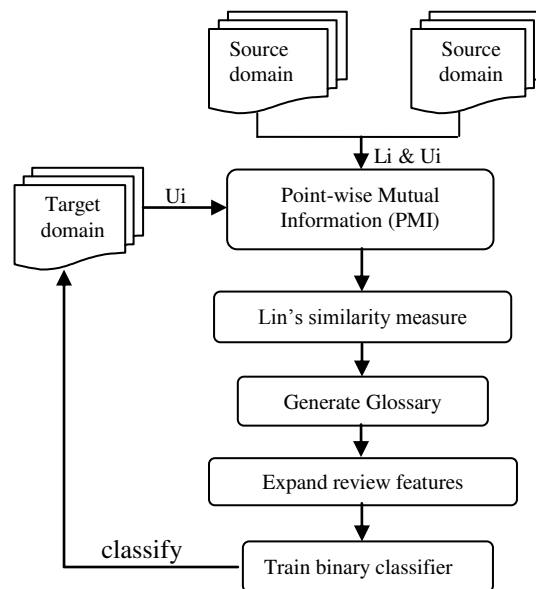 Source
domain
Source
domain
Li & Ui
Target
domain
Ui
Point-wise Mutual
Information (PMI)
Lin's similarity measure
Generate Glossary
Expand review features
classify
Train binary classifier